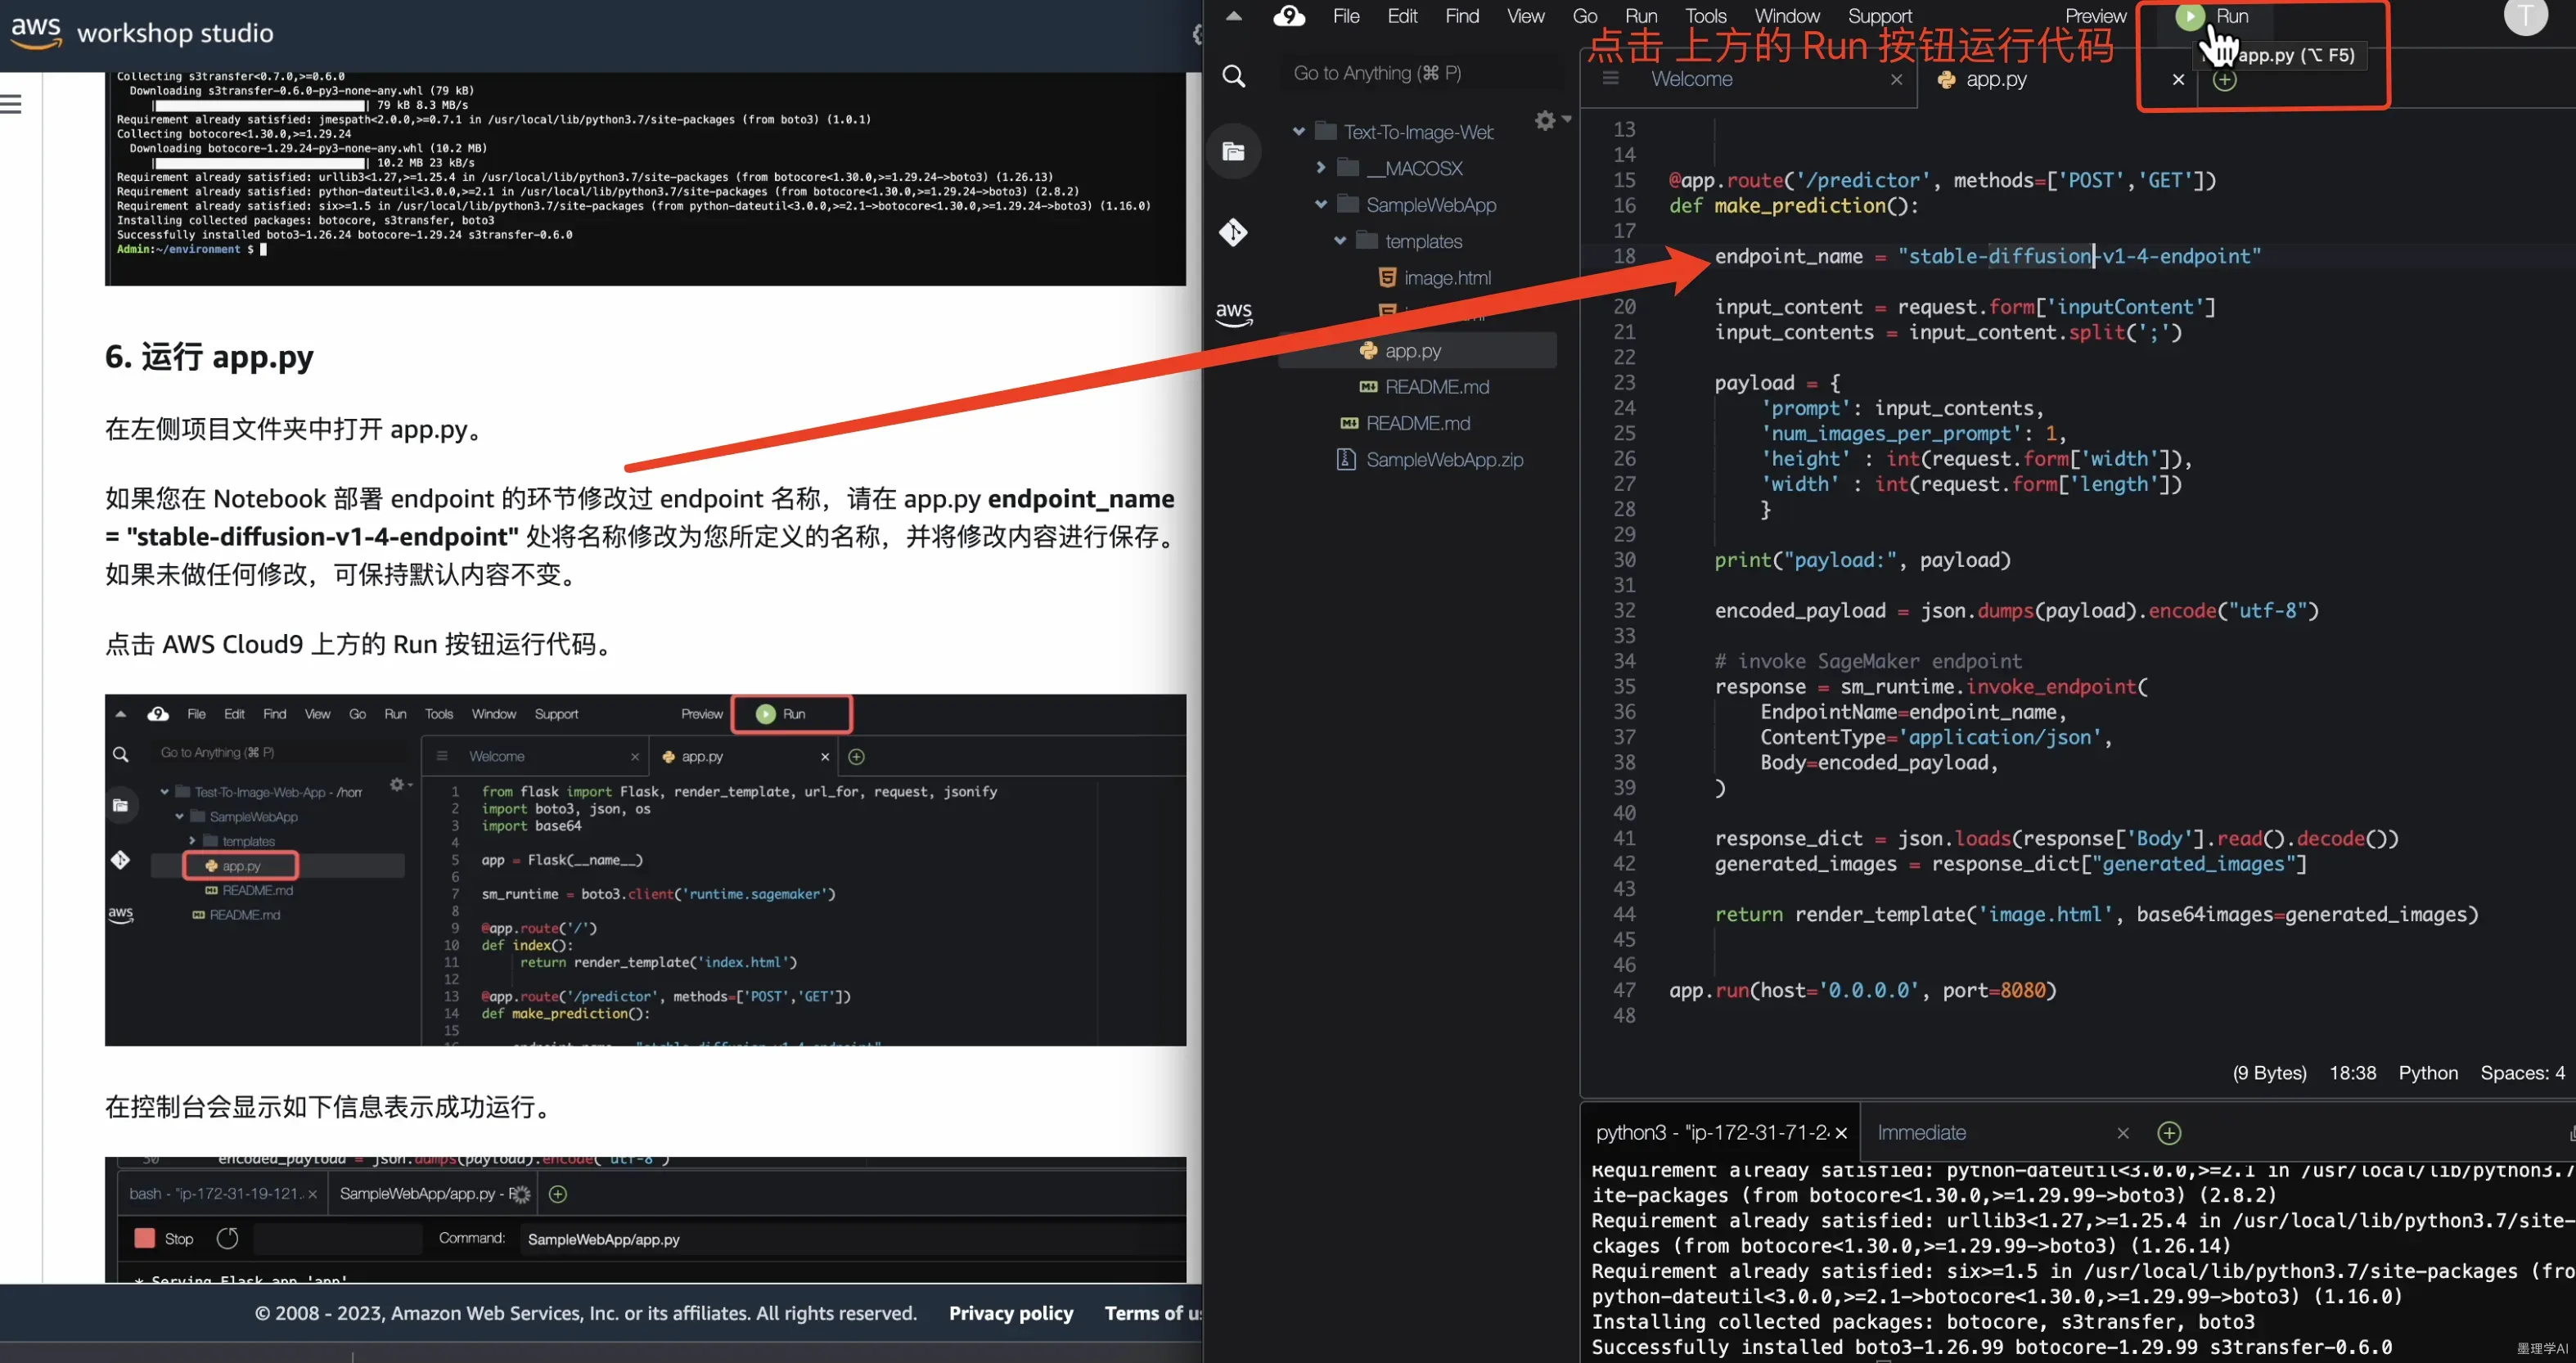 aws workshop studio
Collecting s3transfer<0.7.0,>=0.6.0
Downloading s3transfer-0.6.0-py3-none-any.whl (79 kB)
| 79 kB 8.3 MB/s
Requirement already satisfied: jmespath<2.0.0,>=0.7.1 in /usr/local/lib/python3.7/site-packages (from boto3) (1.0.1)
Collecting botocore<1.30.0,>=1.29.24
Downloading botocore-1.29.24-py3-none-any.whl (10.2 MB)
| 10.2 MB 23 kB/s
Requirement already satisfied: urllib3<1.27,>=1.25.4 in /usr/local/lib/python3.7/site-packages (from botocore<1.30.0,>=1.29.24->boto3) (1.26.13)
Requirement already satisfied: python-dateutil<3.0.0,>=2.1 in /usr/local/lib/python3.7/site-packages (from botocore<1.30.0,>=1.29.24->boto3) (2.8.2)
Requirement already satisfied: six>=1.5 in /usr/local/lib/python3.7/site-packages (from python-dateutil<3.0.0,>=2.1->botocore<1.30.0,>=1.29.24->boto3) (1.16.0)
Installing collected packages: botocore, s3transfer, boto3
Successfully installed boto3-1.26.24 botocore-1.29.24 s3transfer-0.6.0
Admin:~/environment $
6. 运行 app.py
在左侧项目文件夹中打开 app.py。
如果您在 Notebook 部署 endpoint 的环节修改过 endpoint 名称，请在 app.py endpoint_name
= "stable-diffusion-v1-4-endpoint" 处将名称修改为您所定义的名称，并将修改内容进行保存。
如果未做任何修改，可保持默认内容不变。
点击 AWS Cloud9 上方的 Run 按钮运行代码。
9 File Edit Find View Go Run Tools Window Support Preview Run
Go to Anything (⌘ P)
Welcome × app.py ×
Test-To-Image-Web-App - /hom
SampleWebApp
templates
app.py
README.md
README.md
aws
1 from flask import Flask, render_template, url_for, request, jsonify
2 import boto3, json, os
3 import base64
4
5 app = Flask(__name__)
6
7 sm_runtime = boto3.client('runtime.sagemaker')
8
9 @app.route('/')
10 def index():
11 return render_template('index.html')
12
13 @app.route('/predictor', methods=['POST','GET'])
14 def make_prediction():
15
endpoint_name = "stable-diffusion-v1-4-endpoint"
在控制台会显示如下信息表示成功运行。
30 encoded_payload = json.dumps(payload).encode("utf-8")
bash - "ip-172-31-19-121. × SampleWebApp/app.py -
Stop Command: SampleWebApp/app.py
* Serving Flask app 'app'
© 2008 - 2023, Amazon Web Services, Inc. or its affiliates. All rights reserved. Privacy policy Terms of
9 File Edit Find View Go Run Tools Window Support Preview Run T
点击 上方的 Run 按钮运行代码
app.py (⌥ F5)
Go to Anything (⌘ P)
Welcome × app.py ×
Text-To-Image-Web
__MACOSX
SampleWebApp
templates
image.html
app.py
README.md
README.md
SampleWebApp.zip
aws
13
14
15 @app.route('/predictor', methods=['POST','GET'])
16 def make_prediction():
17
18 endpoint_name = "stable-diffusion-v1-4-endpoint"
20 input_content = request.form['inputContent']
21 input_contents = input_content.split(';')
22
23 payload = {
24 'prompt': input_contents,
25 'num_images_per_prompt': 1,
26 'height' : int(request.form['width']),
27 'width' : int(request.form['length'])
28 }
29
30 print("payload:", payload)
31
32 encoded_payload = json.dumps(payload).encode("utf-8")
33
34 # invoke SageMaker endpoint
35 response = sm_runtime.invoke_endpoint(
36 EndpointName=endpoint_name,
37 ContentType='application/json',
38 Body=encoded_payload,
39 )
40
41 response_dict = json.loads(response['Body'].read().decode())
42 generated_images = response_dict["generated_images"]
43
44 return render_template('image.html', base64images=generated_images)
45
46
47 app.run(host='0.0.0.0', port=8080)
48
(9 Bytes) 18:38 Python Spaces: 4
python3 - "ip-172-31-71-2 × Immediate ×
Requirement already satisfied: python-dateutil<3.0.0,>=2.1 in /usr/local/lib/python3.7
ite-packages (from botocore<1.30.0,>=1.29.99->boto3) (2.8.2)
Requirement already satisfied: urllib3<1.27,>=1.25.4 in /usr/local/lib/python3.7/site-
ckages (from botocore<1.30.0,>=1.29.99->boto3) (1.26.14)
Requirement already satisfied: six>=1.5 in /usr/local/lib/python3.7/site-packages (fro
python-dateutil<3.0.0,>=2.1->botocore<1.30.0,>=1.29.99->boto3) (1.16.0)
Installing collected packages: botocore, s3transfer, boto3
Successfully installed boto3-1.26.99 botocore-1.29.99 s3transfer-0.6.0
墨理学AI